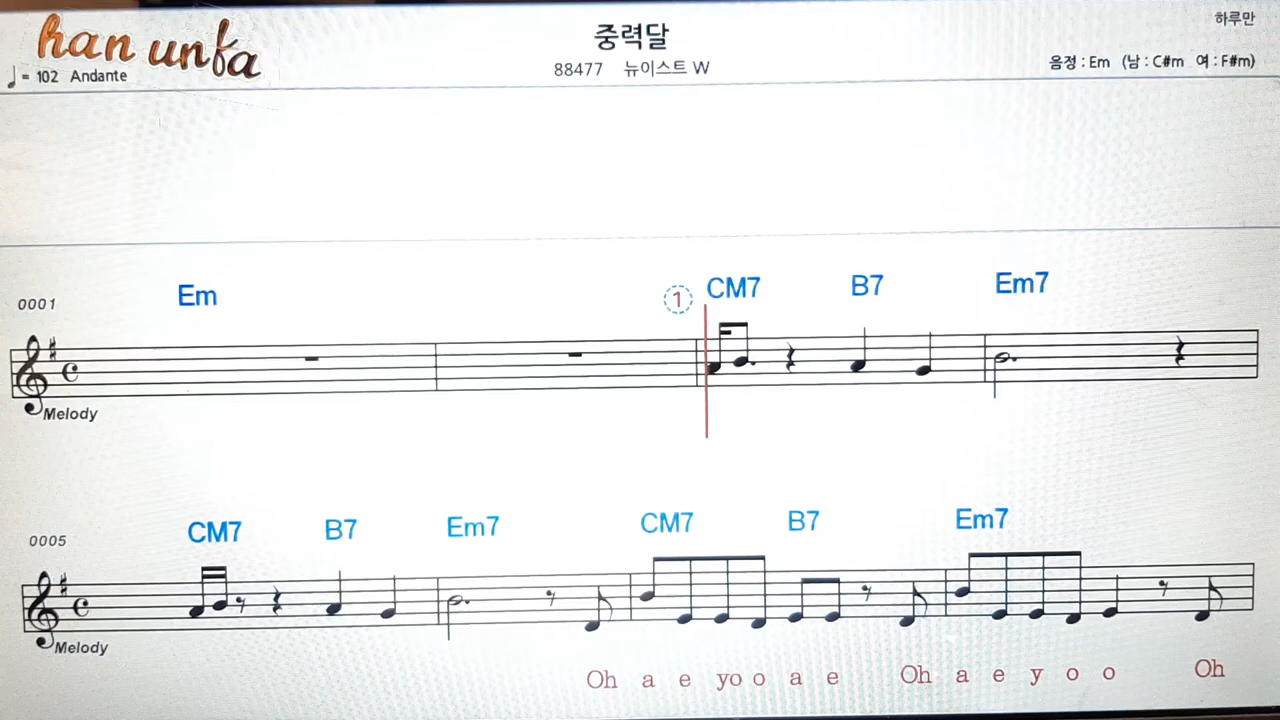 han unfa
하루만
중력달
♩ = 102 Andante
88477 뉴이스트 W
음정 : Em (남 : C#m 여 : F#m)
0001 Em 1 CM7 B7 Em7
Melody
0005 CM7 B7 Em7 CM7 B7 Em7
Melody
Oh a e yo o a e Oh a e y o o Oh